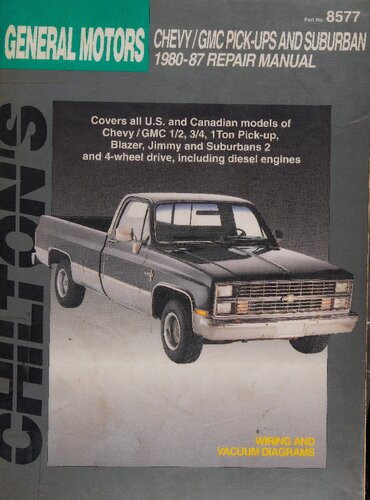 Part No. 8577
GENERAL MOTORS
CHEVY/GMC PICK-UPS AND SUBURBAN
1980-87 REPAIR MANUAL
Covers all U.S. and Canadian models of
Chevy/GMC 1/2, 3/4, 1 Ton Pick-up,
Blazer, Jimmy and Suburbans 2
and 4-wheel drive, including diesel engines
CHILTON'S
WIRING AND
VACUUM DIAGRAMS